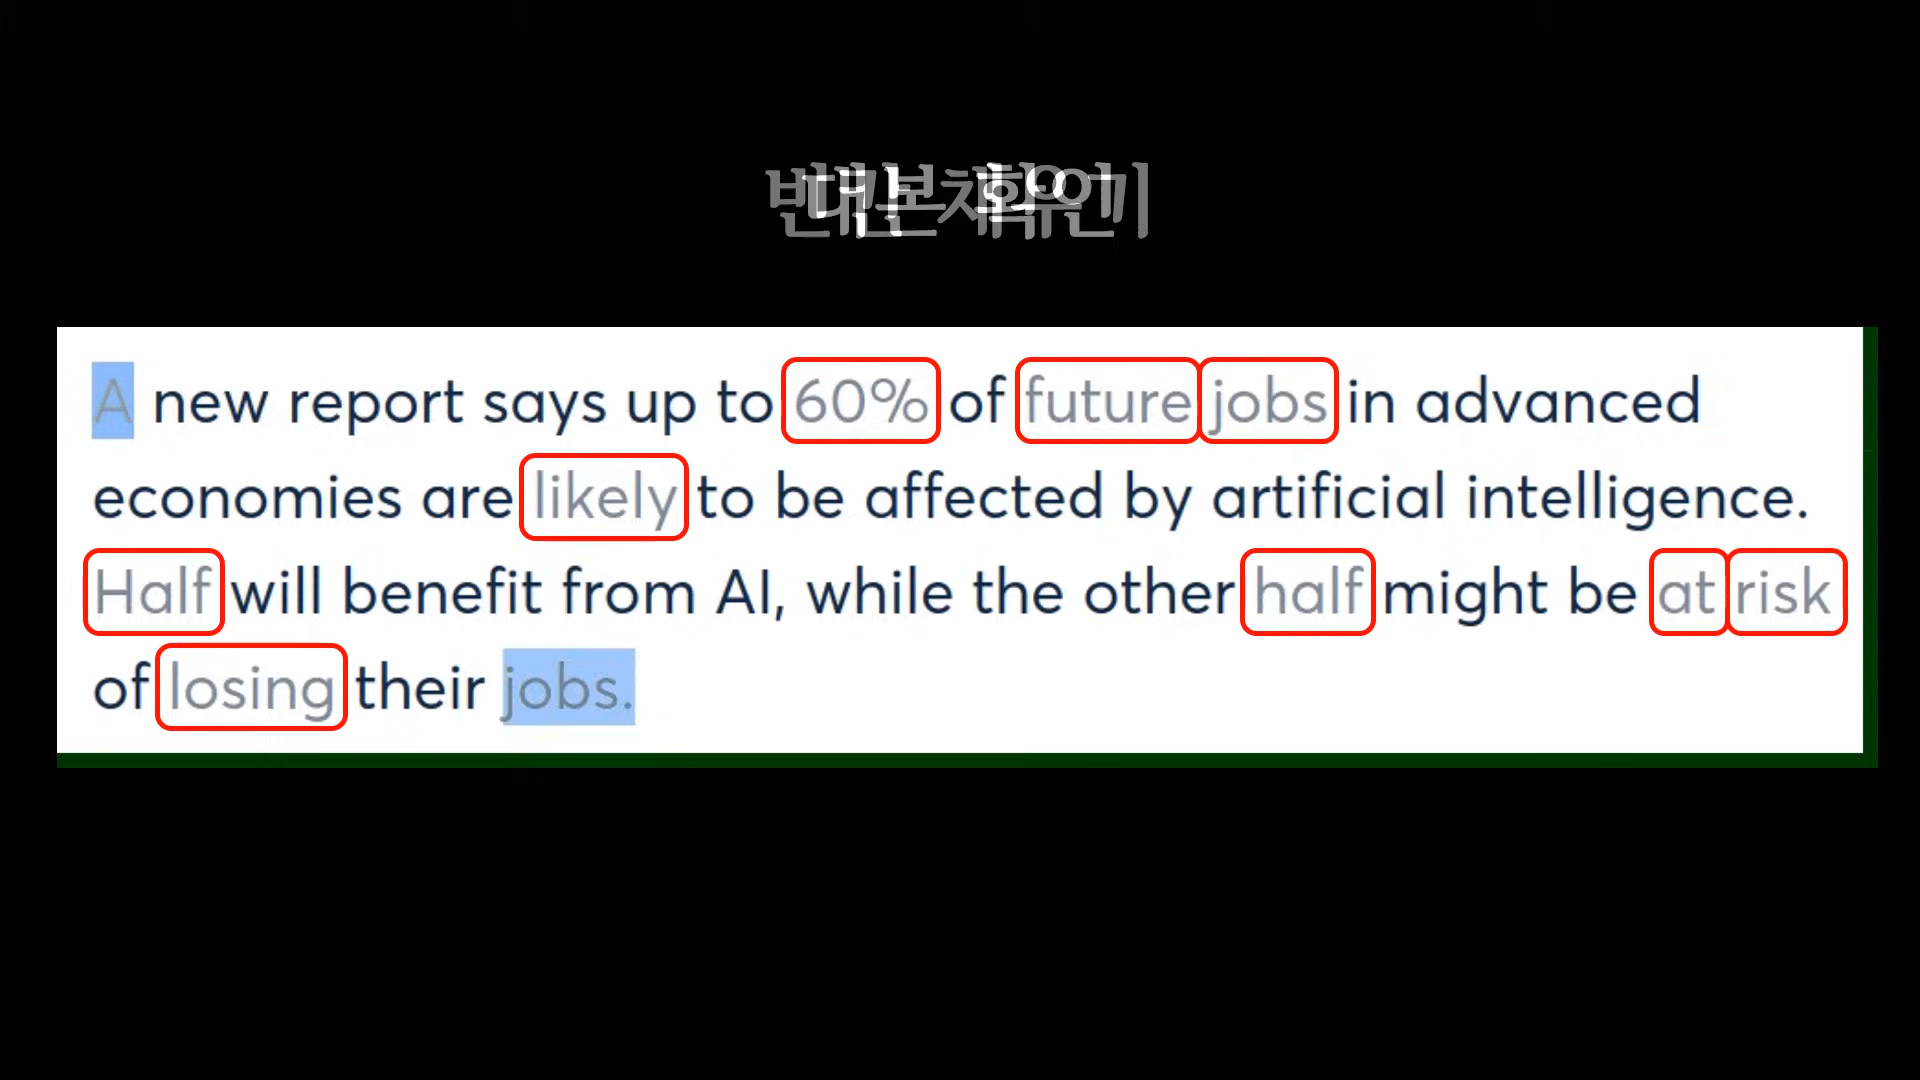 A new report says up to 60% of future jobs in advanced
economies are likely to be affected by artificial intelligence.
Half will benefit from AI, while the other half might be at risk
of losing their jobs.